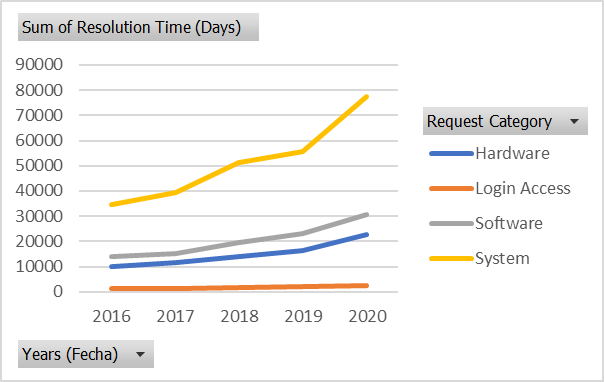 Sum of Resolution Time (Days)
90000
80000
70000
60000
50000
40000
30000
20000
10000
0
2016 2017 2018 2019 2020
Years (Fecha)
Request Category
Hardware
Login Access
Software
System